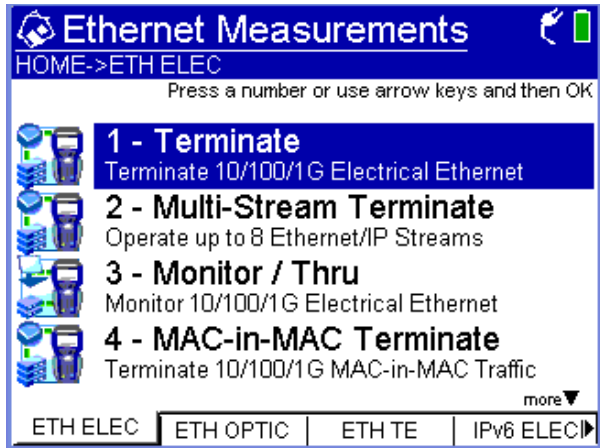 Ethernet Measurements
HOME->ETH ELEC
Press a number or use arrow keys and then OK
1 - Terminate
Terminate 10/100/1G Electrical Ethernet
2 - Multi-Stream Terminate
Operate up to 8 Ethernet/IP Streams
3 - Monitor / Thru
Monitor 10/100/1G Electrical Ethernet
4 - MAC-in-MAC Terminate
Terminate 10/100/1G MAC-in-MAC Traffic
more▼
ETH ELEC ETH OPTIC ETH TE IPv6 ELEC